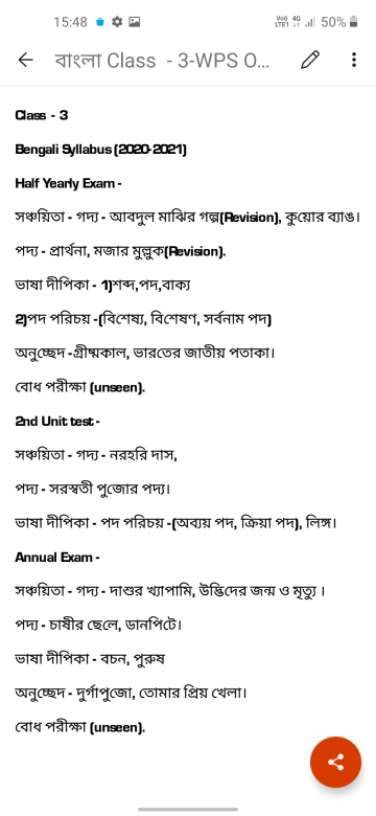 15:48
Vo) 4G LTE1 50%
বাংলা Class - 3-WPS O...
Class - 3
Bengali Syllabus (2020-2021)
Half Yearly Exam -
সঞ্চয়িতা - গদ্য - আবদুল মাঝির গল্প(Revision), কুয়োর ব্যাঙ।
পদ্য - প্রার্থনা, মজার মুল্লুক(Revision).
ভাষা দীপিকা - 1)শব্দ,পদ,বাক্য
2)পদ পরিচয় -(বিশেষ্য, বিশেষণ, সর্বনাম পদ)
অনুচ্ছেদ -গ্রীষ্মকাল, ভারতের জাতীয় পতাকা।
বোধ পরীক্ষা (unseen).
2nd Unit test -
সঞ্চয়িতা - গদ্য - নরহরি দাস,
পদ্য - সরস্বতী পুজোর পদ্য।
ভাষা দীপিকা - পদ পরিচয় -(অব্যয় পদ, ক্রিয়া পদ), লিঙ্গ।
Annual Exam -
সঞ্চয়িতা - গদ্য - দাশুর খ্যাপামি, উদ্ভিদের জন্ম ও মৃত্যু ।
পদ্য - চাষীর ছেলে, ডানপিটে।
ভাষা দীপিকা - বচন, পুরুষ
অনুচ্ছেদ - দুর্গাপুজো, তোমার প্রিয় খেলা।
বোধ পরীক্ষা (unseen).